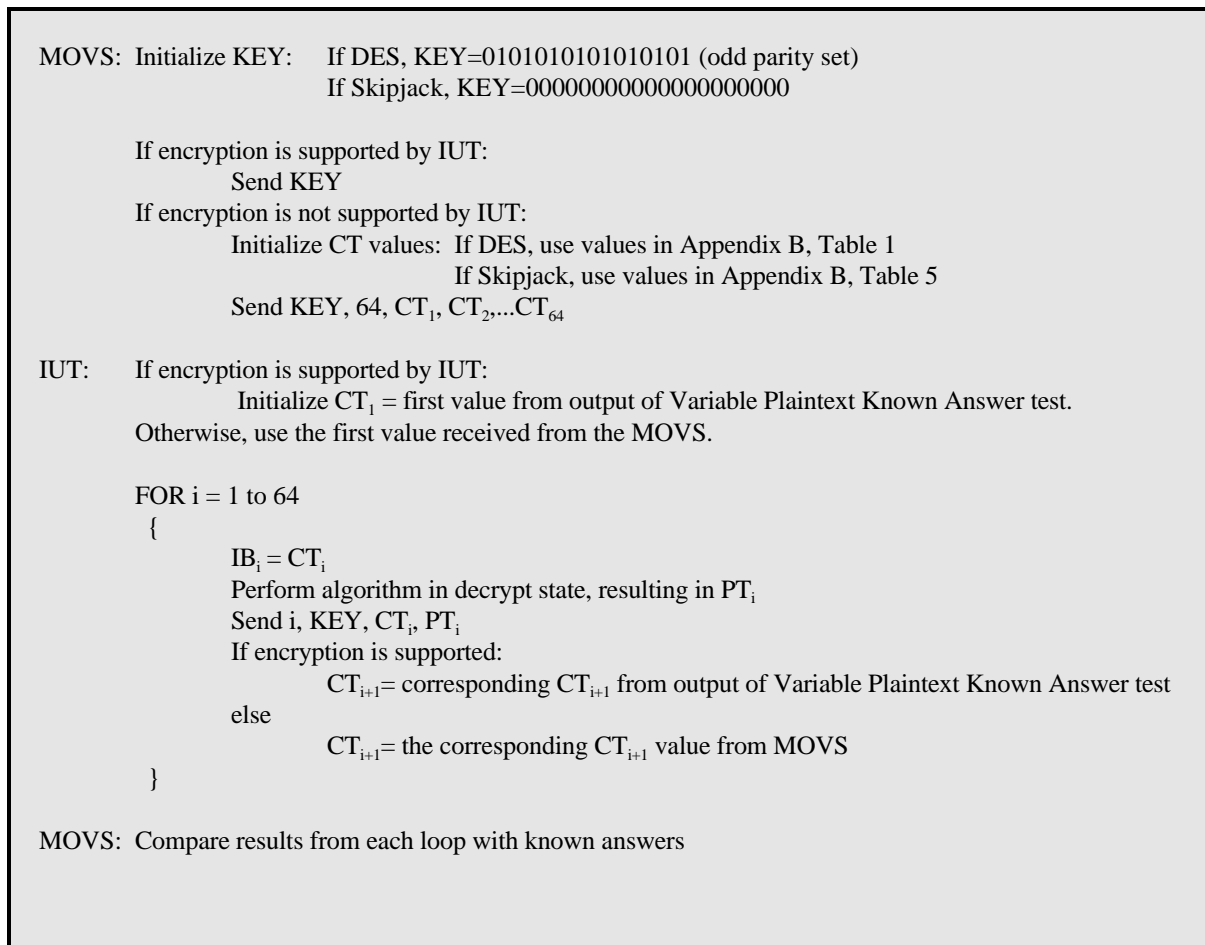 MOVS: Initialize KEY: If DES, KEY=0101010101010101 (odd parity set)
If Skipjack, KEY=00000000000000000000
If encryption is supported by IUT:
Send KEY
If encryption is not supported by IUT:
Initialize CT values: If DES, use values in Appendix B, Table 1
If Skipjack, use values in Appendix B, Table 5
Send KEY, 64, CT₁, CT₂,...CT₆₄
IUT: If encryption is supported by IUT:
Initialize CT₁ = first value from output of Variable Plaintext Known Answer test.
Otherwise, use the first value received from the MOVS.
FOR i = 1 to 64
{
IBᵢ = CTᵢ
Perform algorithm in decrypt state, resulting in PTᵢ
Send i, KEY, CTᵢ, PTᵢ
If encryption is supported:
CTᵢ₊₁= corresponding CTᵢ₊₁ from output of Variable Plaintext Known Answer test
else
CTᵢ₊₁= the corresponding CTᵢ₊₁ value from MOVS
}
MOVS: Compare results from each loop with known answers